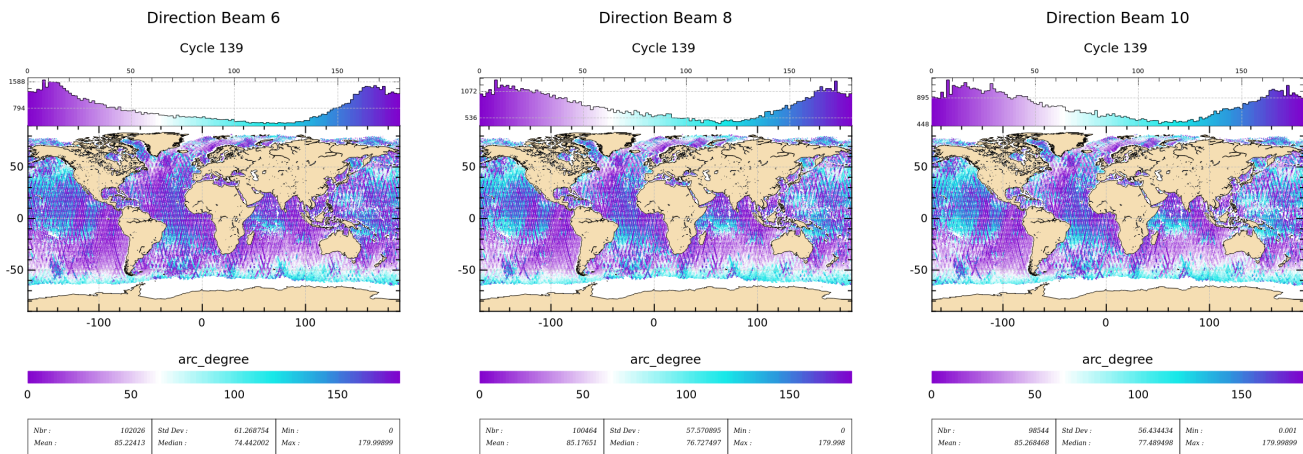 Direction Beam 6
Cycle 139
0 50 100 150
1588
794
50
0
-50
-100 0 100
arc_degree
0 50 100 150
Nbr : 102026 Std Dev : 61.268754 Min : 0
Mean : 85.22413 Median : 74.442002 Max : 179.99899
Direction Beam 8
Cycle 139
0 50 100 150
1072
536
50
0
-50
-100 0 100
arc_degree
0 50 100 150
Nbr : 100464 Std Dev : 57.570895 Min : 0
Mean : 85.17651 Median : 76.727497 Max : 179.998
Direction Beam 10
Cycle 139
0 50 100 150
895
448
50
0
-50
-100 0 100
arc_degree
0 50 100 150
Nbr : 98544 Std Dev : 56.434434 Min : 0.001
Mean : 85.268468 Median : 77.489498 Max : 179.99899